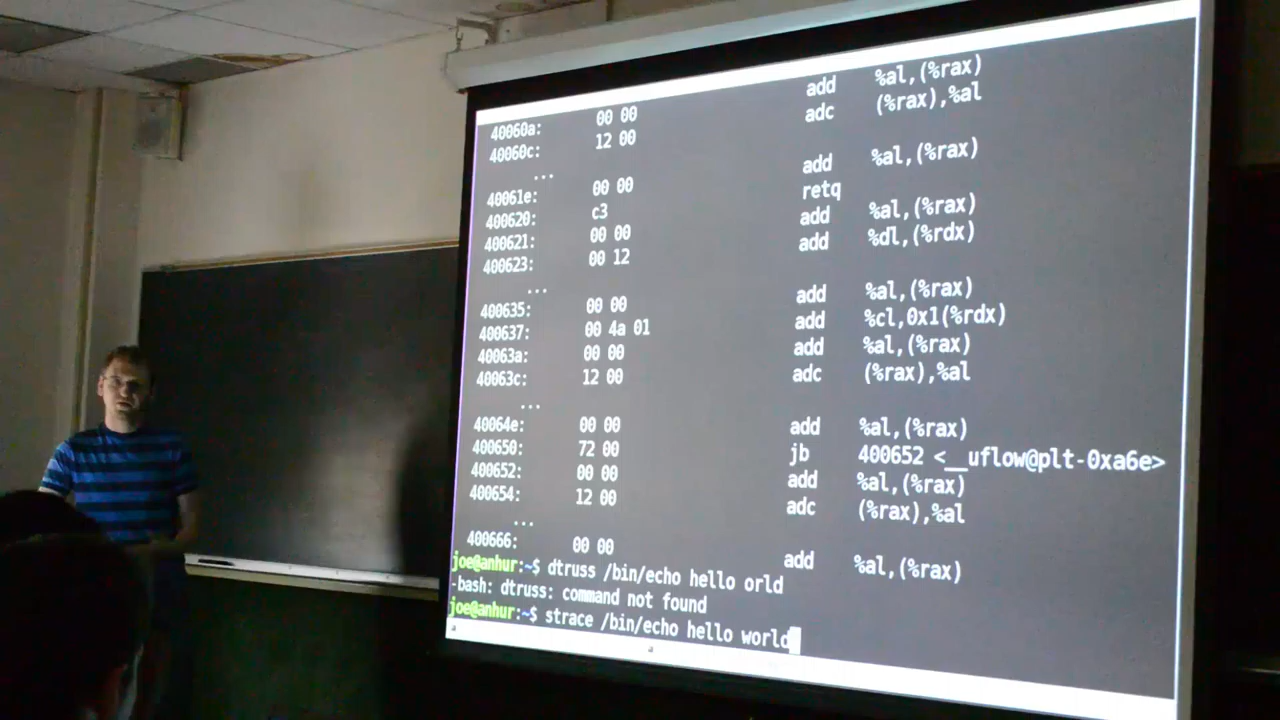 add %al,(%rax)
40060a: 00 00 adc (%rax),%al
40060c: 12 00
... add %al,(%rax)
40061e: 00 00 retq
400620: c3 add %al,(%rax)
400621: 00 00 add %dl,(%rdx)
400623: 00 12
... add %al,(%rax)
400635: 00 00 add %cl,0x1(%rdx)
400637: 00 4a 01 add %al,(%rax)
40063a: 00 00 adc (%rax),%al
40063c: 12 00
...
40064e: 00 00 add %al,(%rax)
400650: 72 00 jb 400652 <__uflow@plt-0xa6e>
400652: 00 00 add %al,(%rax)
400654: 12 00 adc (%rax),%al
...
400666: 00 00 add %al,(%rax)
joe@anhur:~$ dtruss /bin/echo hello orld
-bash: dtruss: command not found
joe@anhur:~$ strace /bin/echo hello world